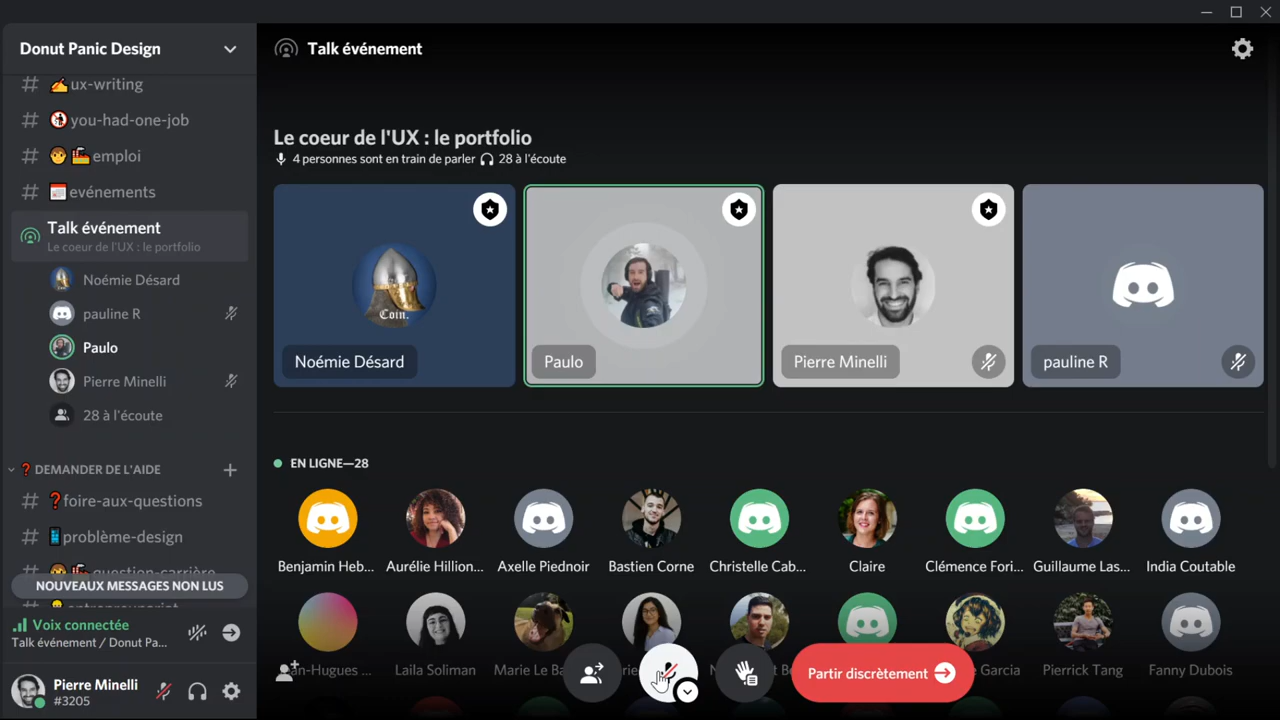 Donut Panic Design
ux-writing
you-had-one-job
emploi
evénements
Talk événement
Le coeur de l'UX : le portfolio
Noémie Désard
pauline R
Paulo
Pierre Minelli
28 à l'écoute
DEMANDER DE L'AIDE
foire-aux-questions
problème-design
question-carrière
NOUVEAUX MESSAGES NON LUS
Voix connectée
Talk événement / Donut Pa...
Pierre Minelli
#3205
Talk événement
Le coeur de l'UX : le portfolio
4 personnes sont en train de parler 28 à l'écoute
Coin.
Noémie Désard
Paulo
Pierre Minelli
pauline R
EN LIGNE—28
Benjamin Heb...
Aurélie Hillion...
Axelle Piednoir
Bastien Corne
Christelle Cab...
Claire
Clémence Fori...
Guillaume Las...
India Coutable
Laila Soliman
Marie Le Ba
Garcia
Pierrick Tang
Fanny Dubois
Partir discrètement